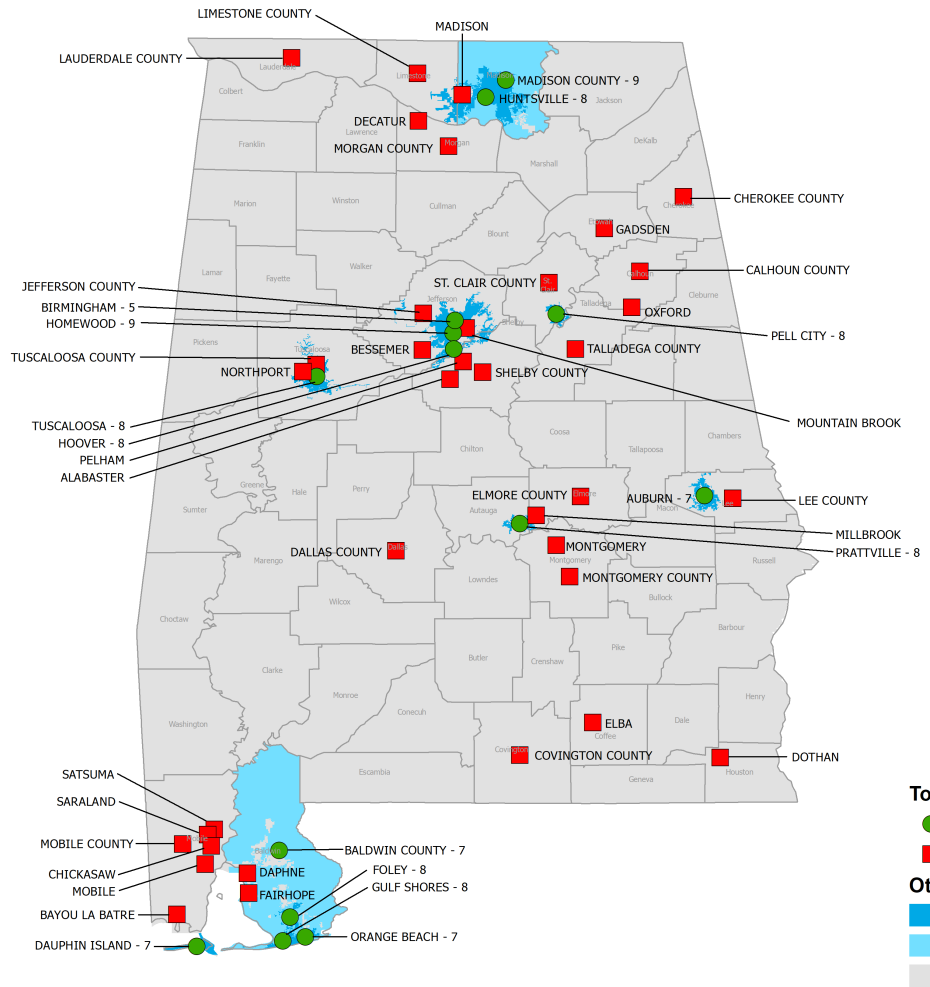 LIMESTONE COUNTY
MADISON
LAUDERDALE COUNTY
Lauderdale
Limestone
Madison
MADISON COUNTY - 9
HUNTSVILLE - 8
Colbert
Jackson
DECATUR
Lawrence
Franklin
MORGAN COUNTY
Morgan
DeKalb
Marshall
Marion
Winston
Cullman
Cherokee
CHEROKEE COUNTY
Etowah
GADSDEN
Blount
Lamar
Fayette
Walker
ST. CLAIR COUNTY
St.
Clair
Calhoun
CALHOUN COUNTY
JEFFERSON COUNTY
Jefferson
Talladega
Cleburne
BIRMINGHAM - 5
OXFORD
HOMEWOOD - 9
Shelby
PELL CITY - 8
Pickens
Tuscaloosa
TUSCALOOSA COUNTY
BESSEMER
TALLADEGA COUNTY
NORTHPORT
SHELBY COUNTY
TUSCALOOSA - 8
MOUNTAIN BROOK
HOOVER - 8
Coosa
Chambers
PELHAM
Chilton
Tallapoosa
ALABASTER
Greene
Hale
Perry
ELMORE COUNTY
Elmore
AUBURN - 7
Lee
LEE COUNTY
Sumter
Autauga
Macon
MILLBROOK
DALLAS COUNTY
Dallas
MONTGOMERY
PRATTVILLE - 8
Marengo
Montgomery
Russell
Lowndes
MONTGOMERY COUNTY
Wilcox
Bullock
Choctaw
Barbour
Butler
Crenshaw
Pike
Clarke
Monroe
Henry
Conecuh
Washington
ELBA
Dale
Coffee
Covington
COVINGTON COUNTY
DOTHAN
SATSUMA
Escambia
Geneva
Houston
SARALAND
To
Mobile
MOBILE COUNTY
Baldwin
BALDWIN COUNTY - 7
CHICKASAW
DAPHNE
FOLEY - 8
MOBILE
FAIRHOPE
GULF SHORES - 8
Ot
BAYOU LA BATRE
ORANGE BEACH - 7
DAUPHIN ISLAND - 7